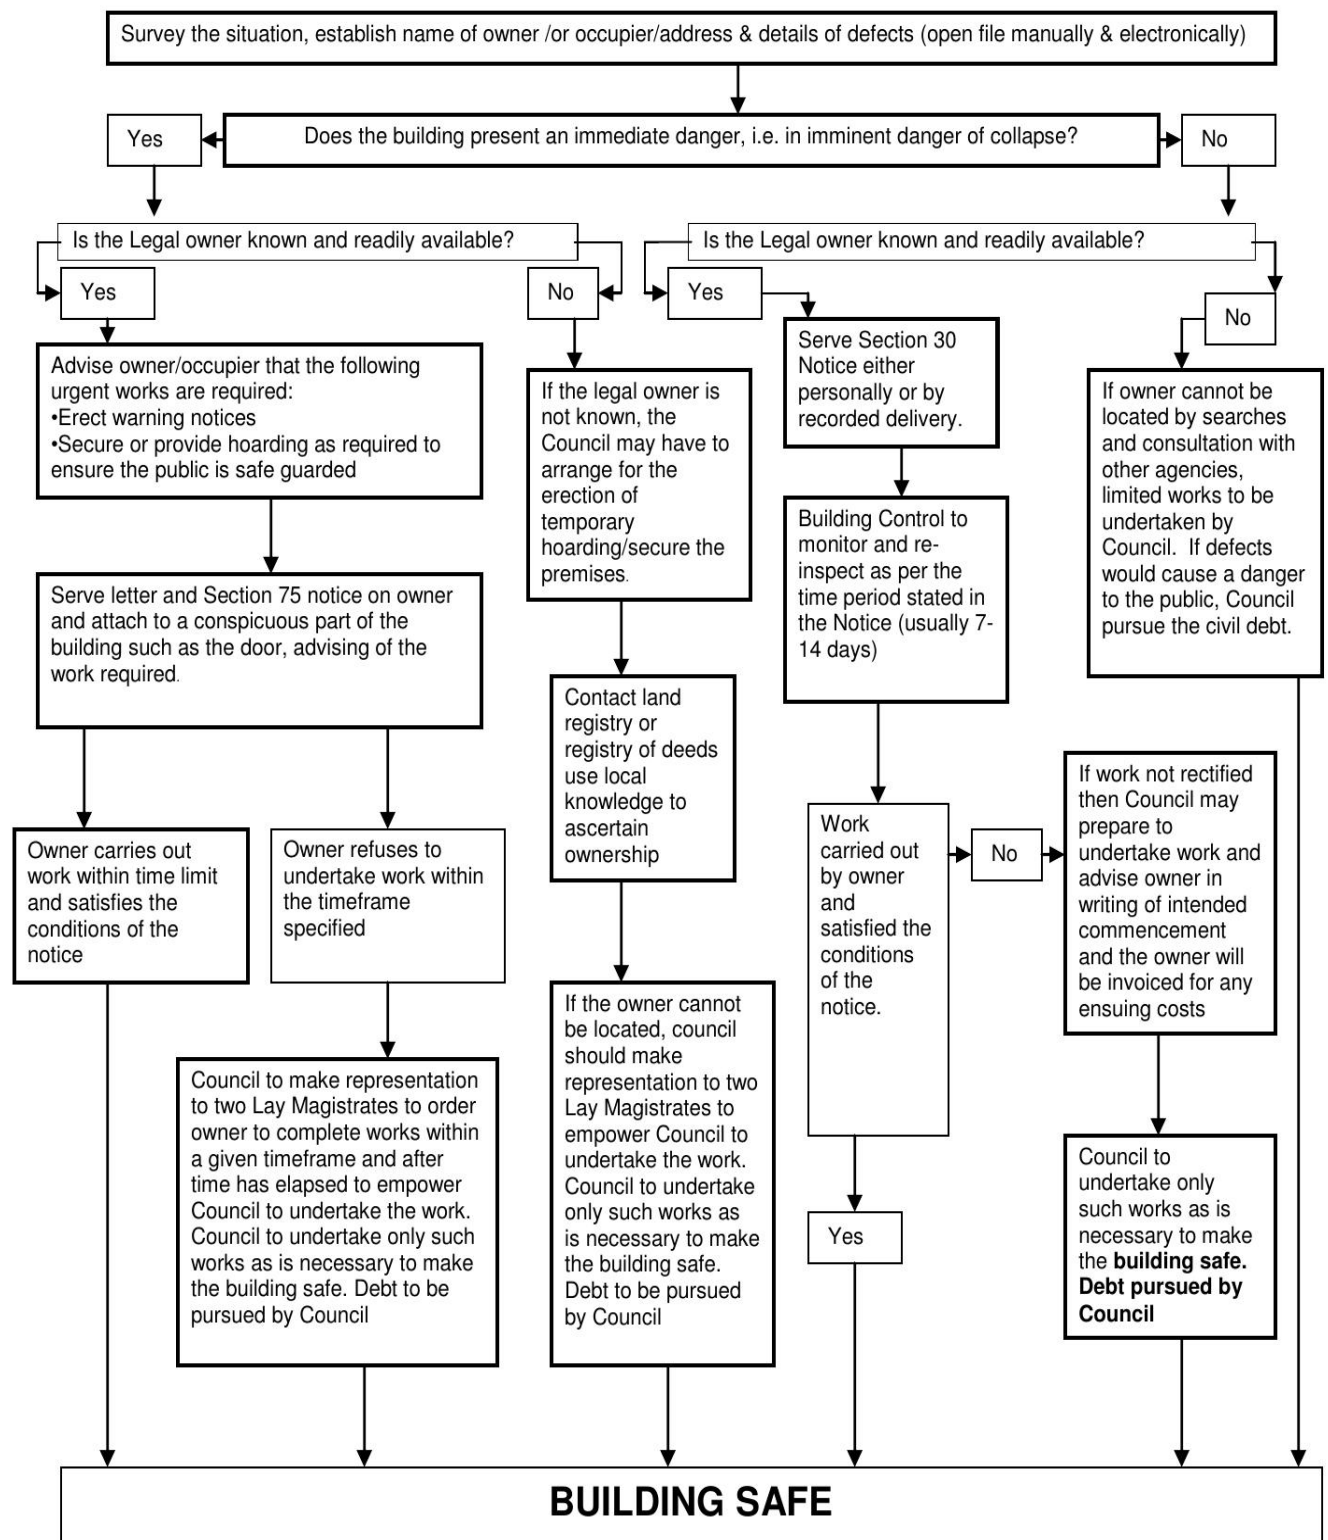 Survey the situation, establish name of owner /or occupier/address & details of defects (open file manually & electronically)
Yes
Does the building present an immediate danger, i.e. in imminent danger of collapse?
No
Is the Legal owner known and readily available?
Yes
No
Is the Legal owner known and readily available?
Yes
No
Advise owner/occupier that the following
urgent works are required:
•Erect warning notices
•Secure or provide hoarding as required to
ensure the public is safe guarded
Serve letter and Section 75 notice on owner
and attach to a conspicuous part of the
building such as the door, advising of the
work required.
Owner carries out
work within time limit
and satisfies the
conditions of the
notice
Owner refuses to
undertake work within
the timeframe
specified
Council to make representation
to two Lay Magistrates to order
owner to complete works within
a given timeframe and after
time has elapsed to empower
Council to undertake the work.
Council to undertake only such
works as is necessary to make
the building safe. Debt to be
pursued by Council
If the legal owner is
not known, the
Council may have to
arrange for the
erection of
temporary
hoarding/secure the
premises.
Contact land
registry or
registry of deeds
use local
knowledge to
ascertain
ownership
If the owner cannot
be located, council
should make
representation to two
Lay Magistrates to
empower Council to
undertake the work.
Council to undertake
only such works as
is necessary to make
the building safe.
Debt to be pursued
by Council
Serve Section 30
Notice either
personally or by
recorded delivery.
Building Control to
monitor and re-
inspect as per the
time period stated in
the Notice (usually 7-
14 days)
Work
carried out
by owner
and
satisfied the
conditions
of the
notice.
No
Yes
If work not rectified
then Council may
prepare to
undertake work and
advise owner in
writing of intended
commencement
and the owner will
be invoiced for any
ensuing costs
Council to
undertake only
such works as is
necessary to make
the building safe.
Debt pursued by
Council
If owner cannot be
located by searches
and consultation with
other agencies,
limited works to be
undertaken by
Council.  If defects
would cause a danger
to the public, Council
pursue the civil debt.
BUILDING SAFE